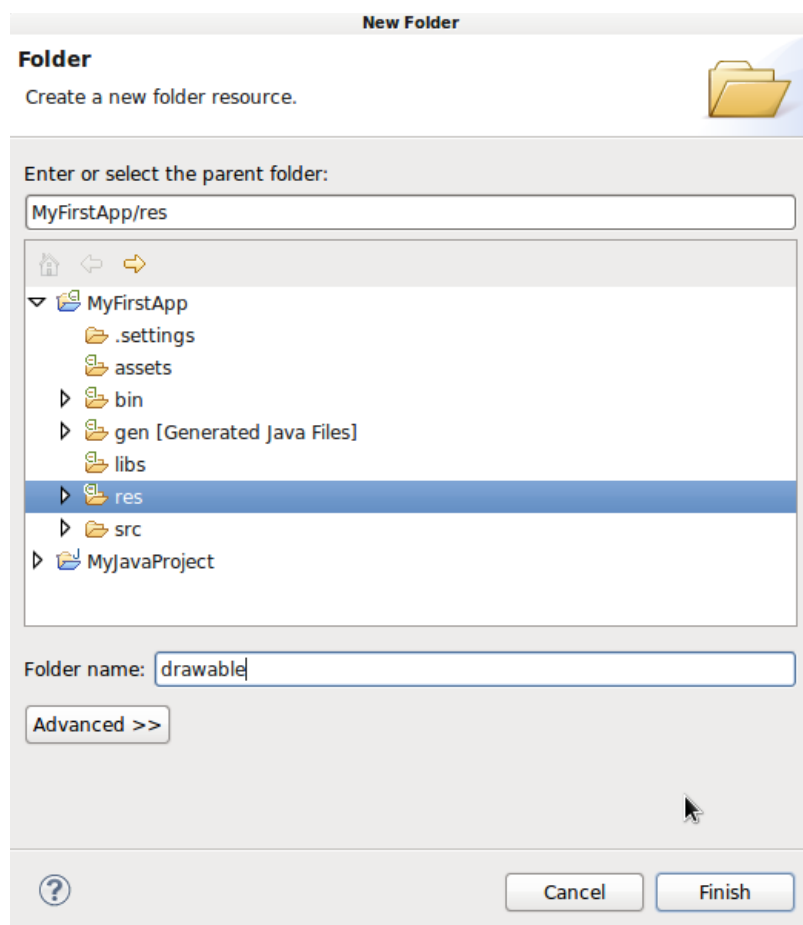 New Folder
Folder
Create a new folder resource.
Enter or select the parent folder:
MyFirstApp/res
MyFirstApp
.settings
assets
bin
gen [Generated Java Files]
libs
res
src
MyJavaProject
Folder name: drawable
Advanced >>
Cancel Finish